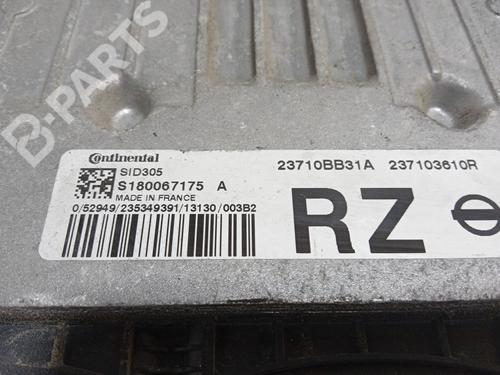 B-PARTS
Continental
SID305
S180067175 A
MADE IN FRANCE
0/52949/235349391/13130/003B2
23710BB31A 237103610R
RZ